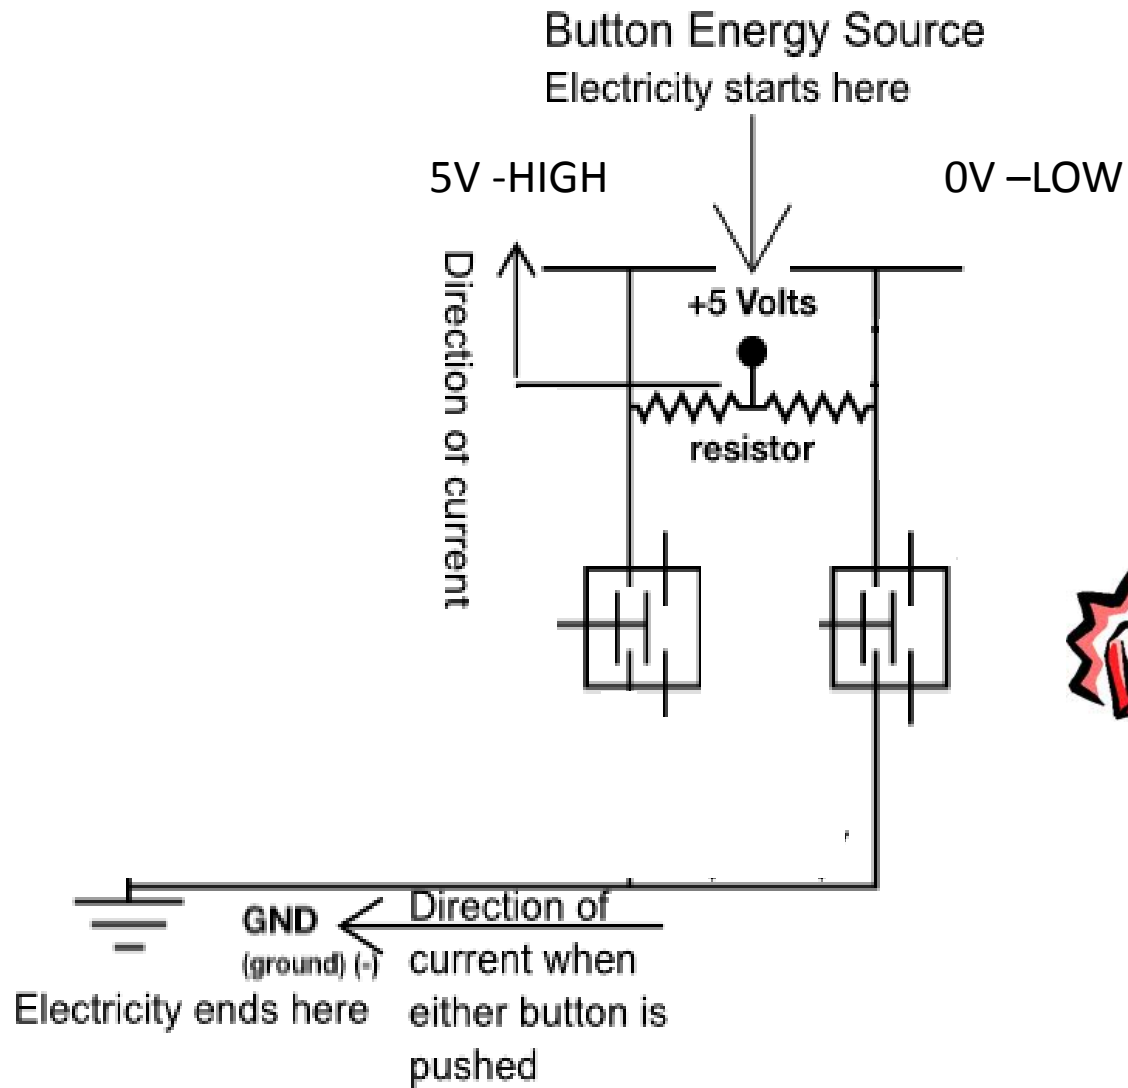 Button Energy Source
Electricity starts here
5V -HIGH
0V –LOW
Direction of current
+5 Volts
resistor
GND
(ground) (-)
Electricity ends here
Direction of
current when
either button is
pushed